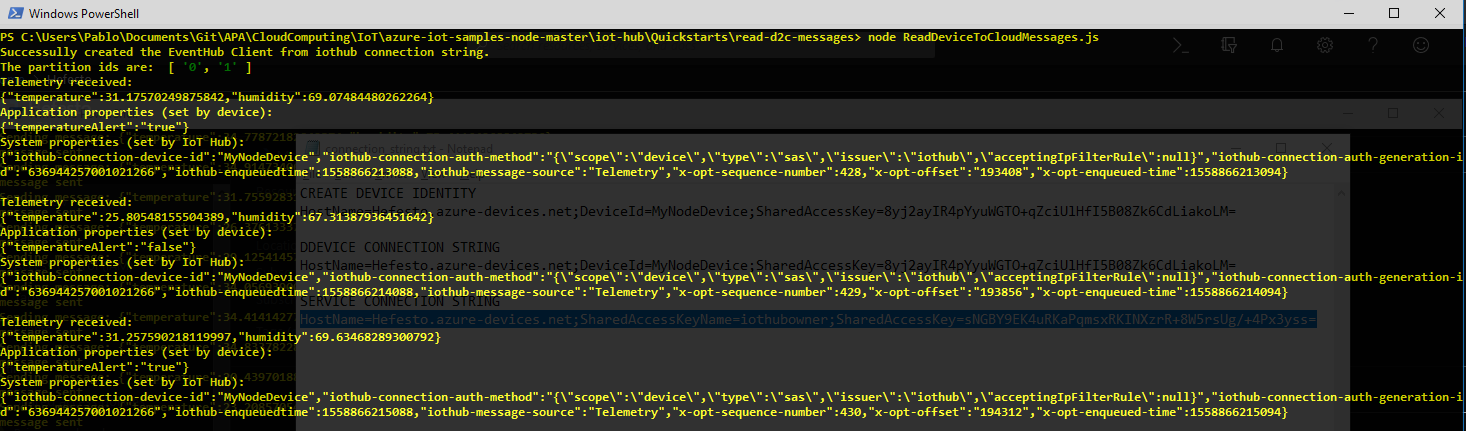 Windows PowerShell
PS C:\Users\Pablo\Documents\Git\APA\CloudComputing\IoT\azure-iot-samples-node-master\iot-hub\Quickstarts\read-d2c-messages> node ReadDeviceToCloudMessages.js
Successully created the EventHub Client from iothub connection string.
The partition ids are:  [ '0', '1' ]
Telemetry received:
{"temperature":31.17570249875842,"humidity":69.07484480262264}
Application properties (set by device):
{"temperatureAlert":"true"}
System properties (set by IoT Hub):
connection_string.txt - Notepad
{"iothub-connection-device-id":"MyNodeDevice","iothub-connection-auth-method":"{\"scope\":\"device\",\"type\":\"sas\",\"issuer\":\"iothub\",\"acceptingIpFilterRule\":null}","iothub-connection-auth-generation-i
d":"636944257001021266","iothub-enqueuedtime":1558866213088,"iothub-message-source":"Telemetry","x-opt-sequence-number":428,"x-opt-offset":"193408","x-opt-enqueued-time":1558866213094}
message sent
CREATE DEVICE IDENTITY
Telemetry received:
HostName=Hefesto.azure-devices.net;DeviceId=MyNodeDevice;SharedAccessKey=8yj2ayIR4pYyuWGTO+qZciUlHfI5B08Zk6CdLiakoLM=
{"temperature":25.80548155504389,"humidity":67.31387936451642}
Application properties (set by device):
{"temperatureAlert":"false"}
DDEVICE CONNECTION STRING
System properties (set by IoT Hub):
HostName=Hefesto.azure-devices.net;DeviceId=MyNodeDevice;SharedAccessKey=8yj2ayIR4pYyuWGTO+qZciUlHfI5B08Zk6CdLiakoLM=
{"iothub-connection-device-id":"MyNodeDevice","iothub-connection-auth-method":"{\"scope\":\"device\",\"type\":\"sas\",\"issuer\":\"iothub\",\"acceptingIpFilterRule\":null}","iothub-connection-auth-generation-i
d":"636944257001021266","iothub-enqueuedtime":1558866214088,"iothub-message-source":"Telemetry","x-opt-sequence-number":429,"x-opt-offset":"193856","x-opt-enqueued-time":1558866214094}
message sent
SERVICE CONNECTION STRING
Telemetry received:
HostName=Hefesto.azure-devices.net;SharedAccessKeyName=iothubowner;SharedAccessKey=sNGBY9EK4uRKaPqmsxRKINXzrR+8W5rsUg/+4Px3yss=
{"temperature":31.257590218119997,"humidity":69.63468289300792}
Application properties (set by device):
{"temperatureAlert":"true"}
System properties (set by IoT Hub):
{"iothub-connection-device-id":"MyNodeDevice","iothub-connection-auth-method":"{\"scope\":\"device\",\"type\":\"sas\",\"issuer\":\"iothub\",\"acceptingIpFilterRule\":null}","iothub-connection-auth-generation-i
d":"636944257001021266","iothub-enqueuedtime":1558866215088,"iothub-message-source":"Telemetry","x-opt-sequence-number":430,"x-opt-offset":"194312","x-opt-enqueued-time":1558866215094}
message sent